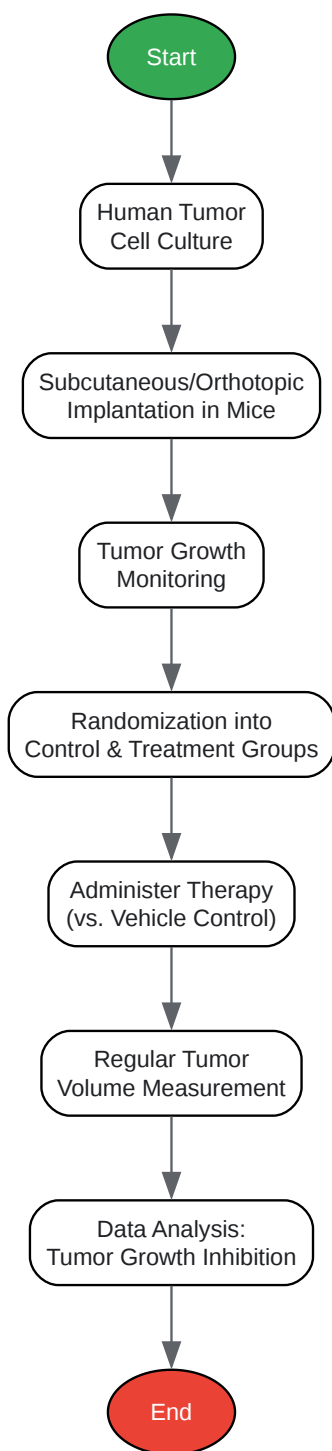 Start
Human Tumor
Cell Culture
Subcutaneous/Orthotopic
Implantation in Mice
Tumor Growth
Monitoring
Randomization into
Control & Treatment Groups
Administer Therapy
(vs. Vehicle Control)
Regular Tumor
Volume Measurement
Data Analysis:
Tumor Growth Inhibition
End